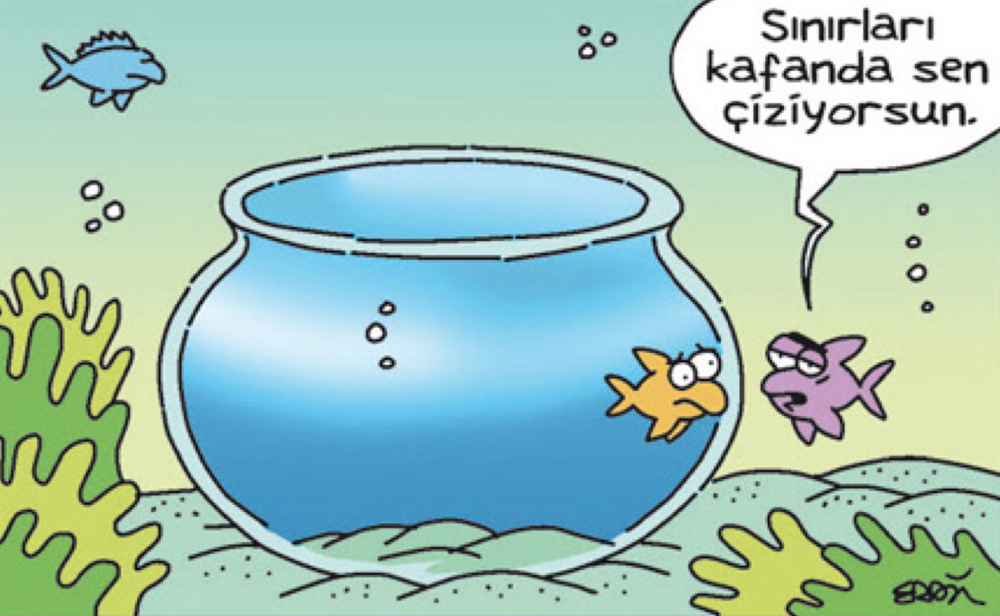 Sınırları
kafanda sen
çiziyorsun.